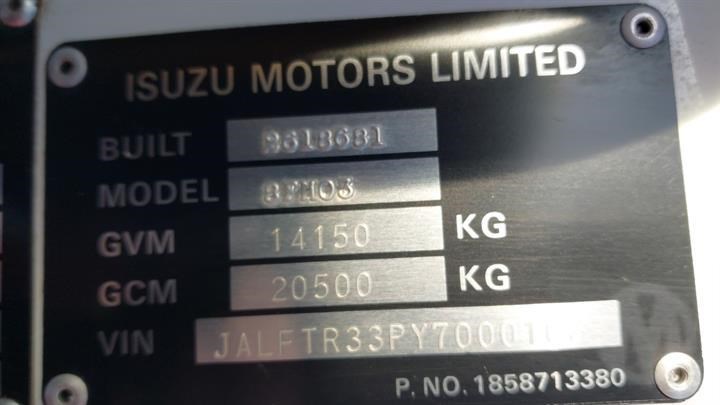 ISUZU MOTORS LIMITED
BUILT
MODEL
GVM 14150 KG
GCM 20500 KG
VIN
P. NO. 1858713380